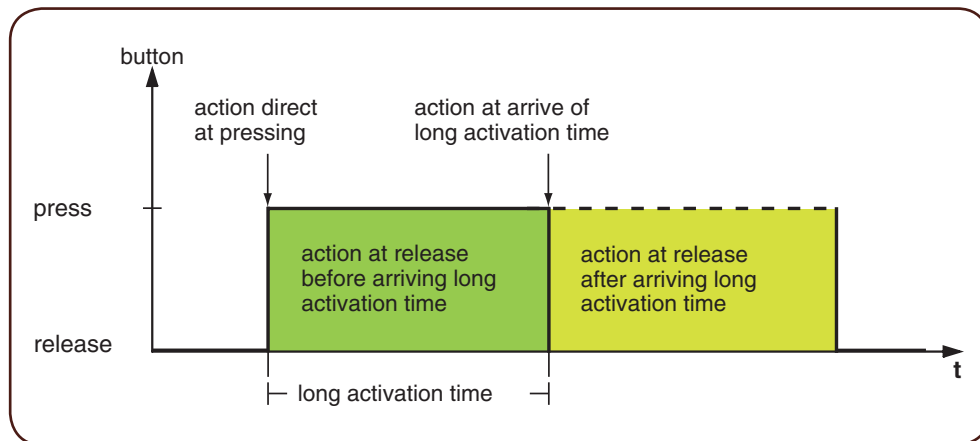 button
action direct
at pressing
action at arrive of
long activation time
press
action at release
before arriving long
activation time
action at release
after arriving long
activation time
release
t
long activation time